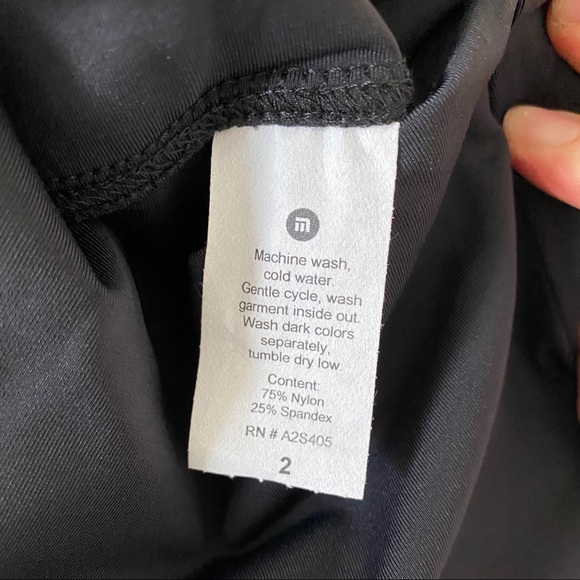 m
Machine wash,
cold water.
Gentle cycle, wash
garment inside out.
Wash dark colors
separately,
tumble dry low.
Content:
75% Nylon
25% Spandex
RN # A2S405
2